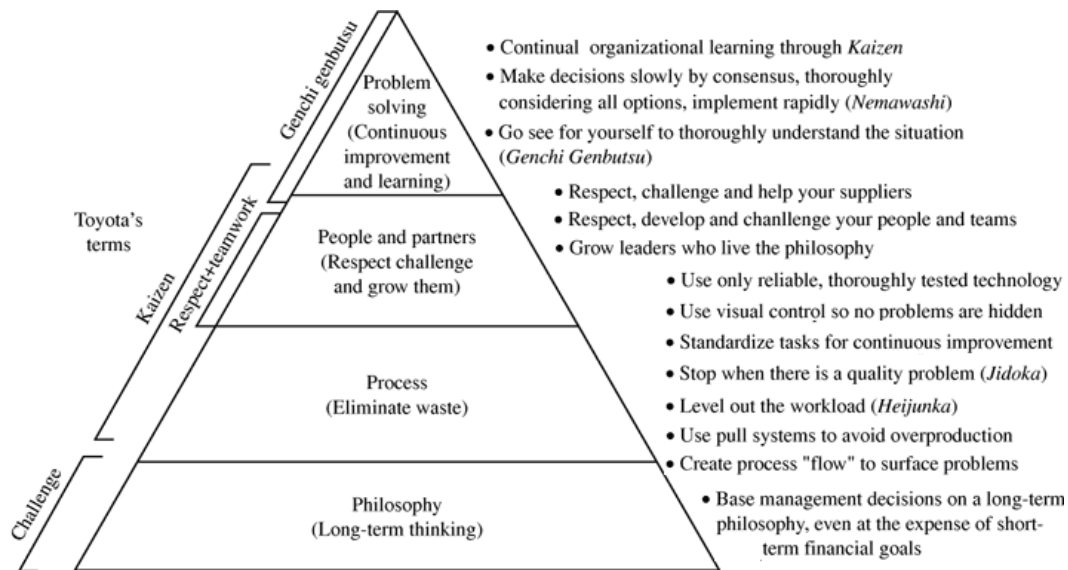 Toyota's
terms
Genchi genbutsu
Kaizen
Respect+teamwork
Challenge
Problem
solving
(Continuous
improvement
and learning)
People and partners
(Respect challenge
and grow them)
Process
(Eliminate waste)
Philosophy
(Long-term thinking)
• Continual organizational learning through Kaizen
• Make decisions slowly by consensus, thoroughly
considering all options, implement rapidly (Nemawashi)
• Go see for yourself to thoroughly understand the situation
(Genchi Genbutsu)
• Respect, challenge and help your suppliers
• Respect, develop and chanllenge your people and teams
• Grow leaders who live the philosophy
• Use only reliable, thoroughly tested technology
• Use visual control so no problems are hidden
• Standardize tasks for continuous improvement
• Stop when there is a quality problem (Jidoka)
• Level out the workload (Heijunka)
• Use pull systems to avoid overproduction
• Create process "flow" to surface problems
• Base management decisions on a long-term
philosophy, even at the expense of short-
term financial goals